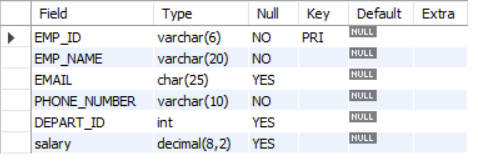 Field Type Null Key Default Extra
EMP_ID varchar(6) NO PRI NULL
EMP_NAME varchar(20) NO NULL
EMAIL char(25) YES NULL
PHONE_NUMBER varchar(10) NO NULL
DEPART_ID int YES NULL
salary decimal(8,2) YES NULL